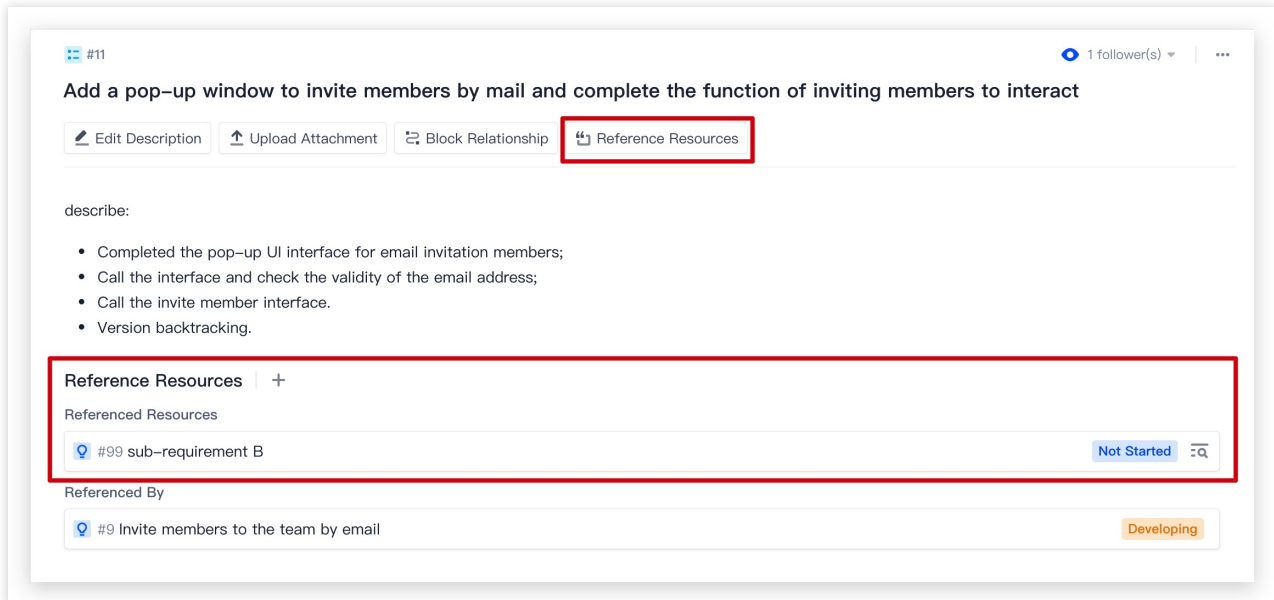 #11
1 follower(s)
Add a pop-up window to invite members by mail and complete the function of inviting members to interact
Edit Description Upload Attachment Block Relationship Reference Resources
describe:
• Completed the pop-up UI interface for email invitation members;
• Call the interface and check the validity of the email address;
• Call the invite member interface.
• Version backtracking.
Reference Resources +
Referenced Resources
#99 sub-requirement B Not Started
Referenced By
#9 Invite members to the team by email Developing